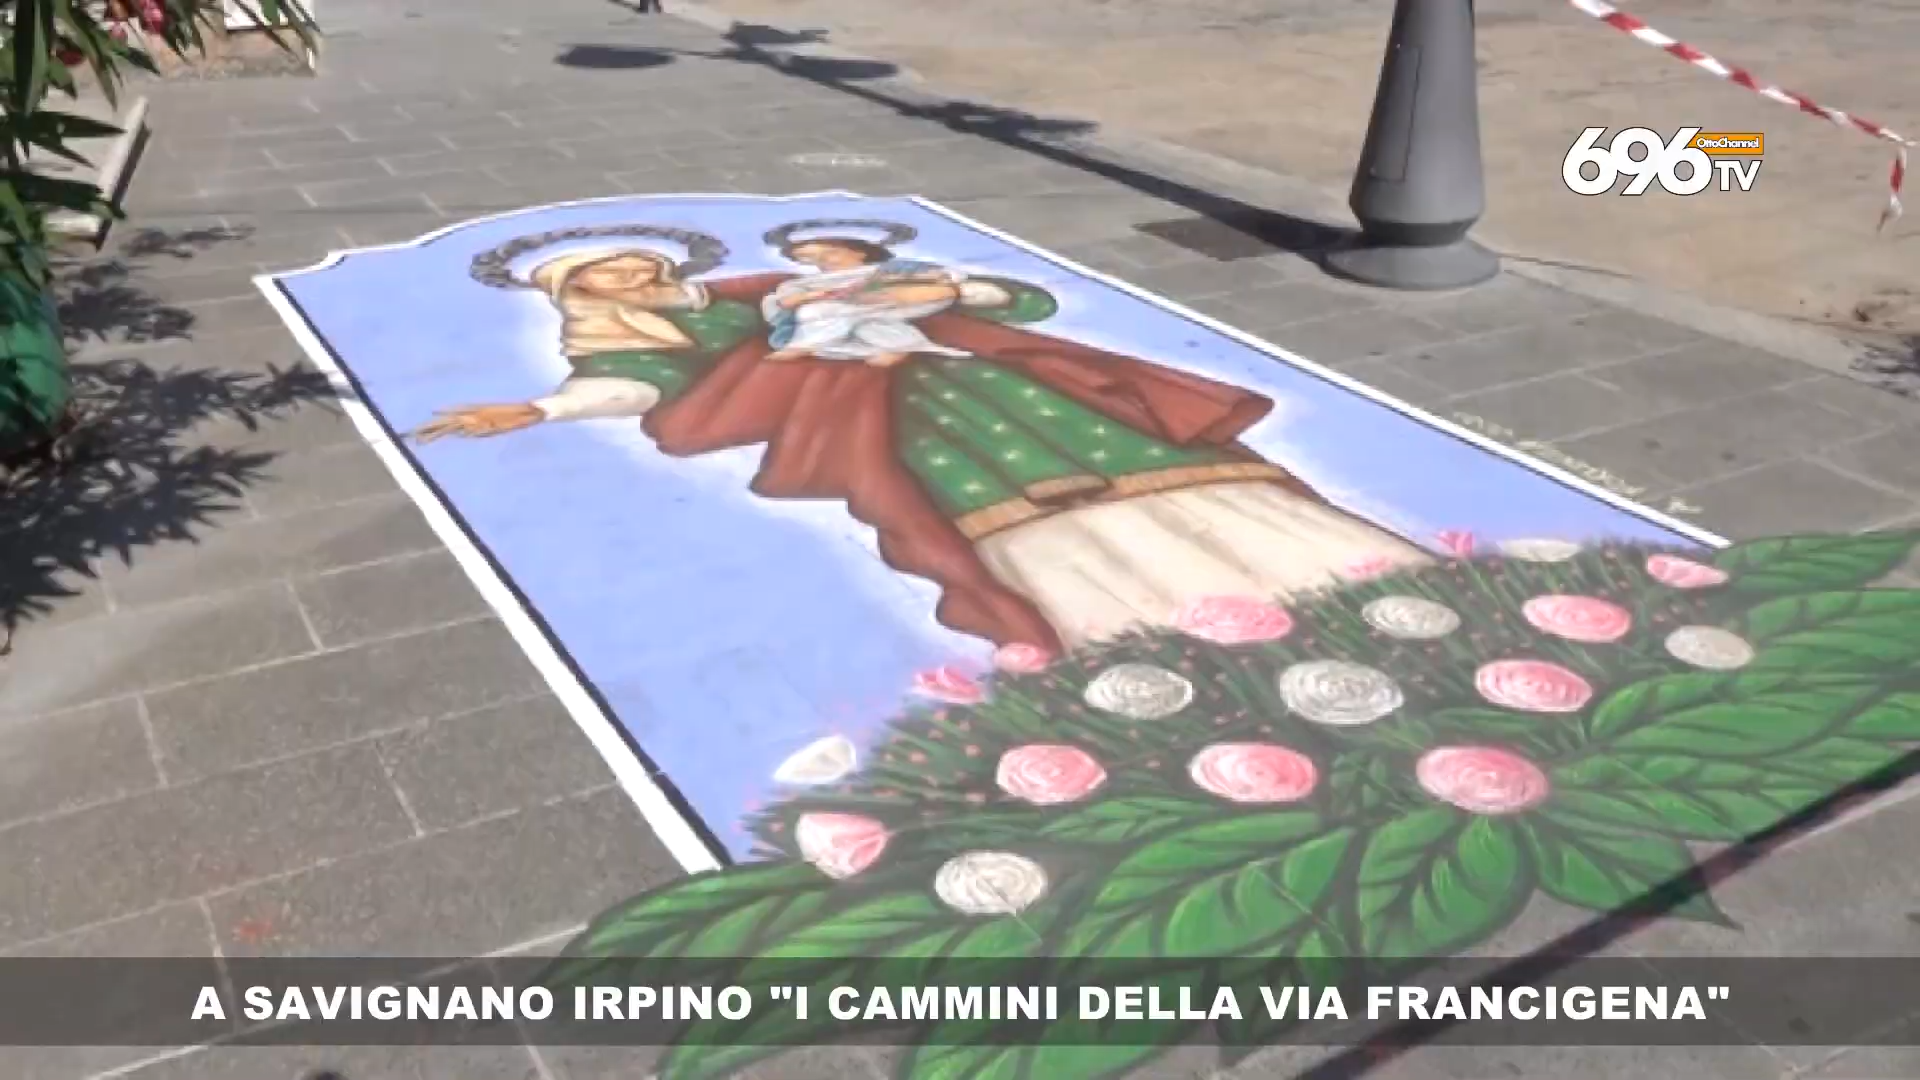 696
OttoChannel
TV
A SAVIGNANO IRPINO "I CAMMINI DELLA VIA FRANCIGENA"